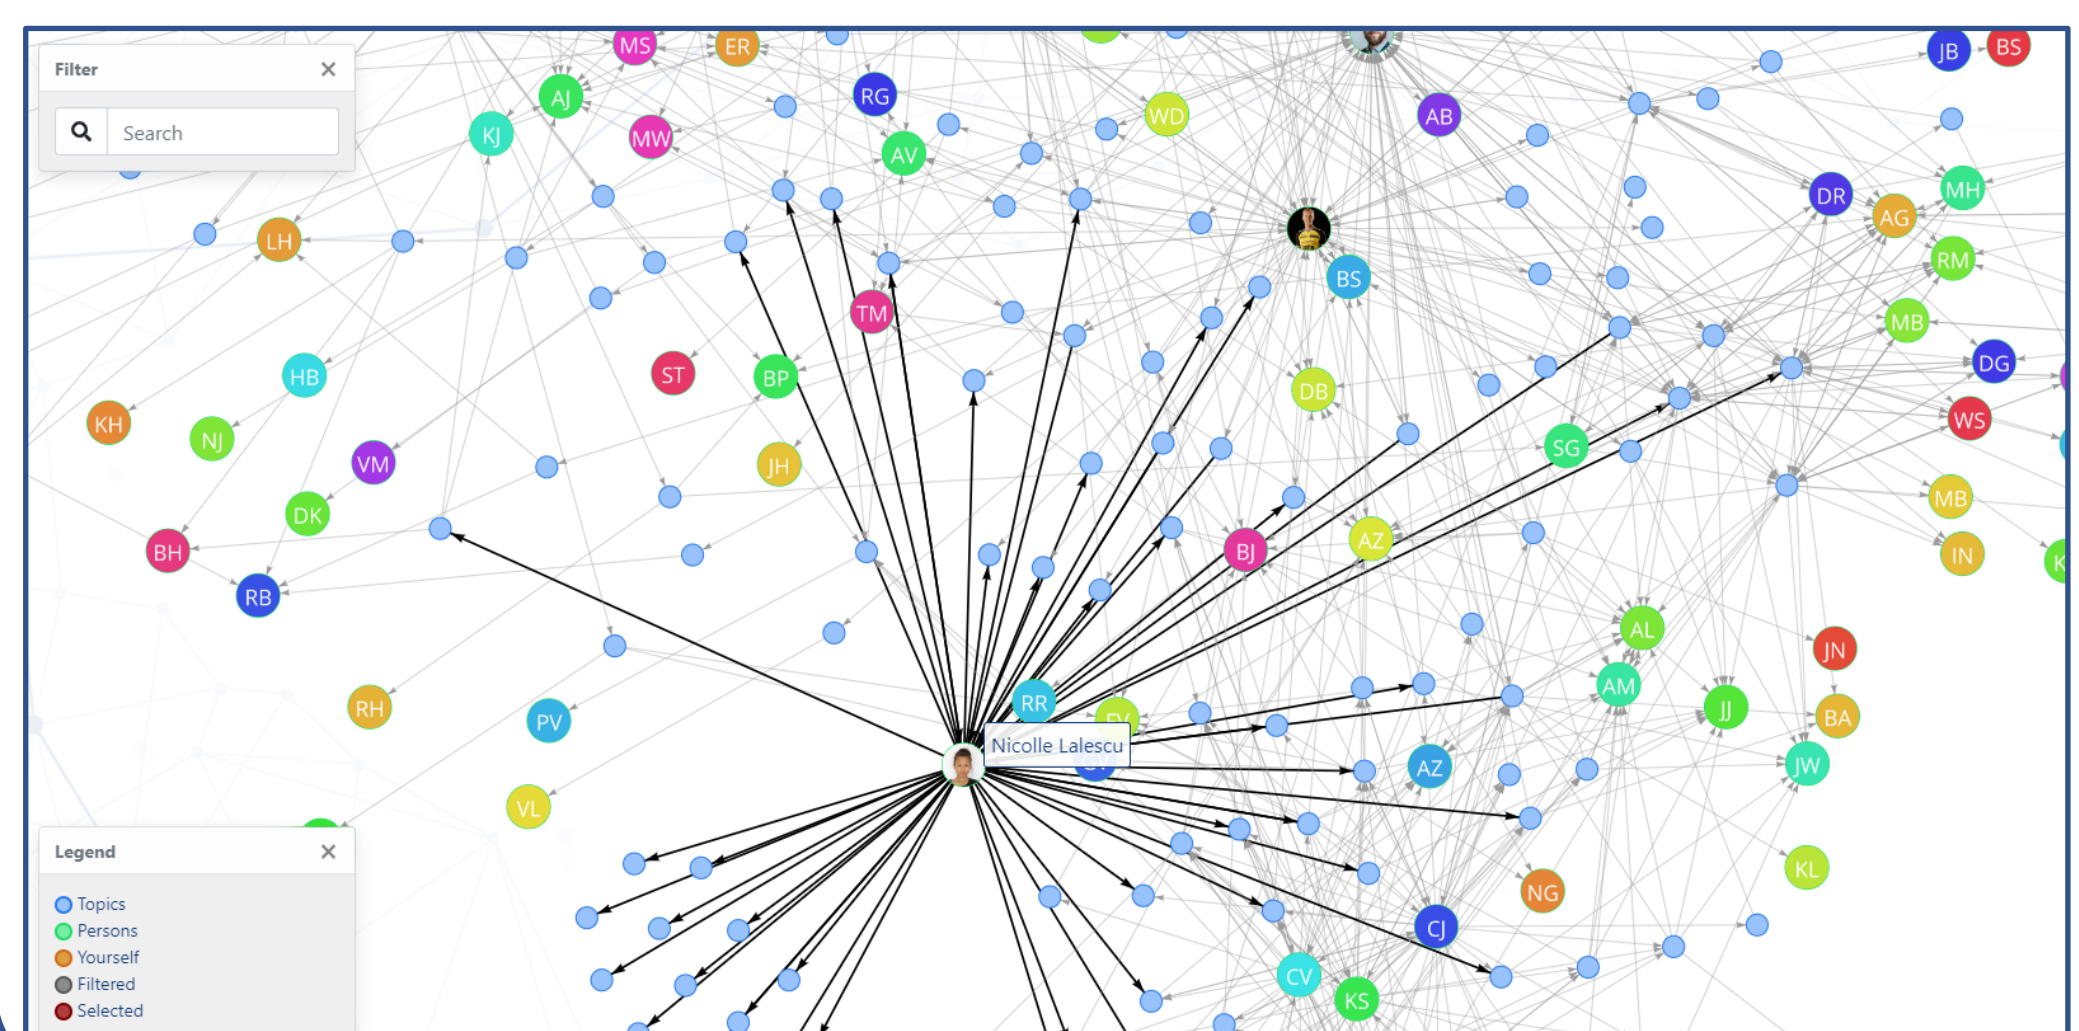 Filter
Search
MS
ER
JB
BS
AJ
RG
KJ
MW
WD
AB
AV
DR
MH
AG
LH
RM
BS
TM
MB
HB
ST
BP
DB
DG
KH
NJ
WS
VM
JH
SG
DK
MB
BH
BJ
AZ
IN
RB
AL
JN
RH
PV
RR
AM
JJ
BA
Nicolle Lalescu
AZ
JW
VL
KL
Legend
NG
Topics
Persons
CJ
Yourself
CV
Filtered
KS
Selected